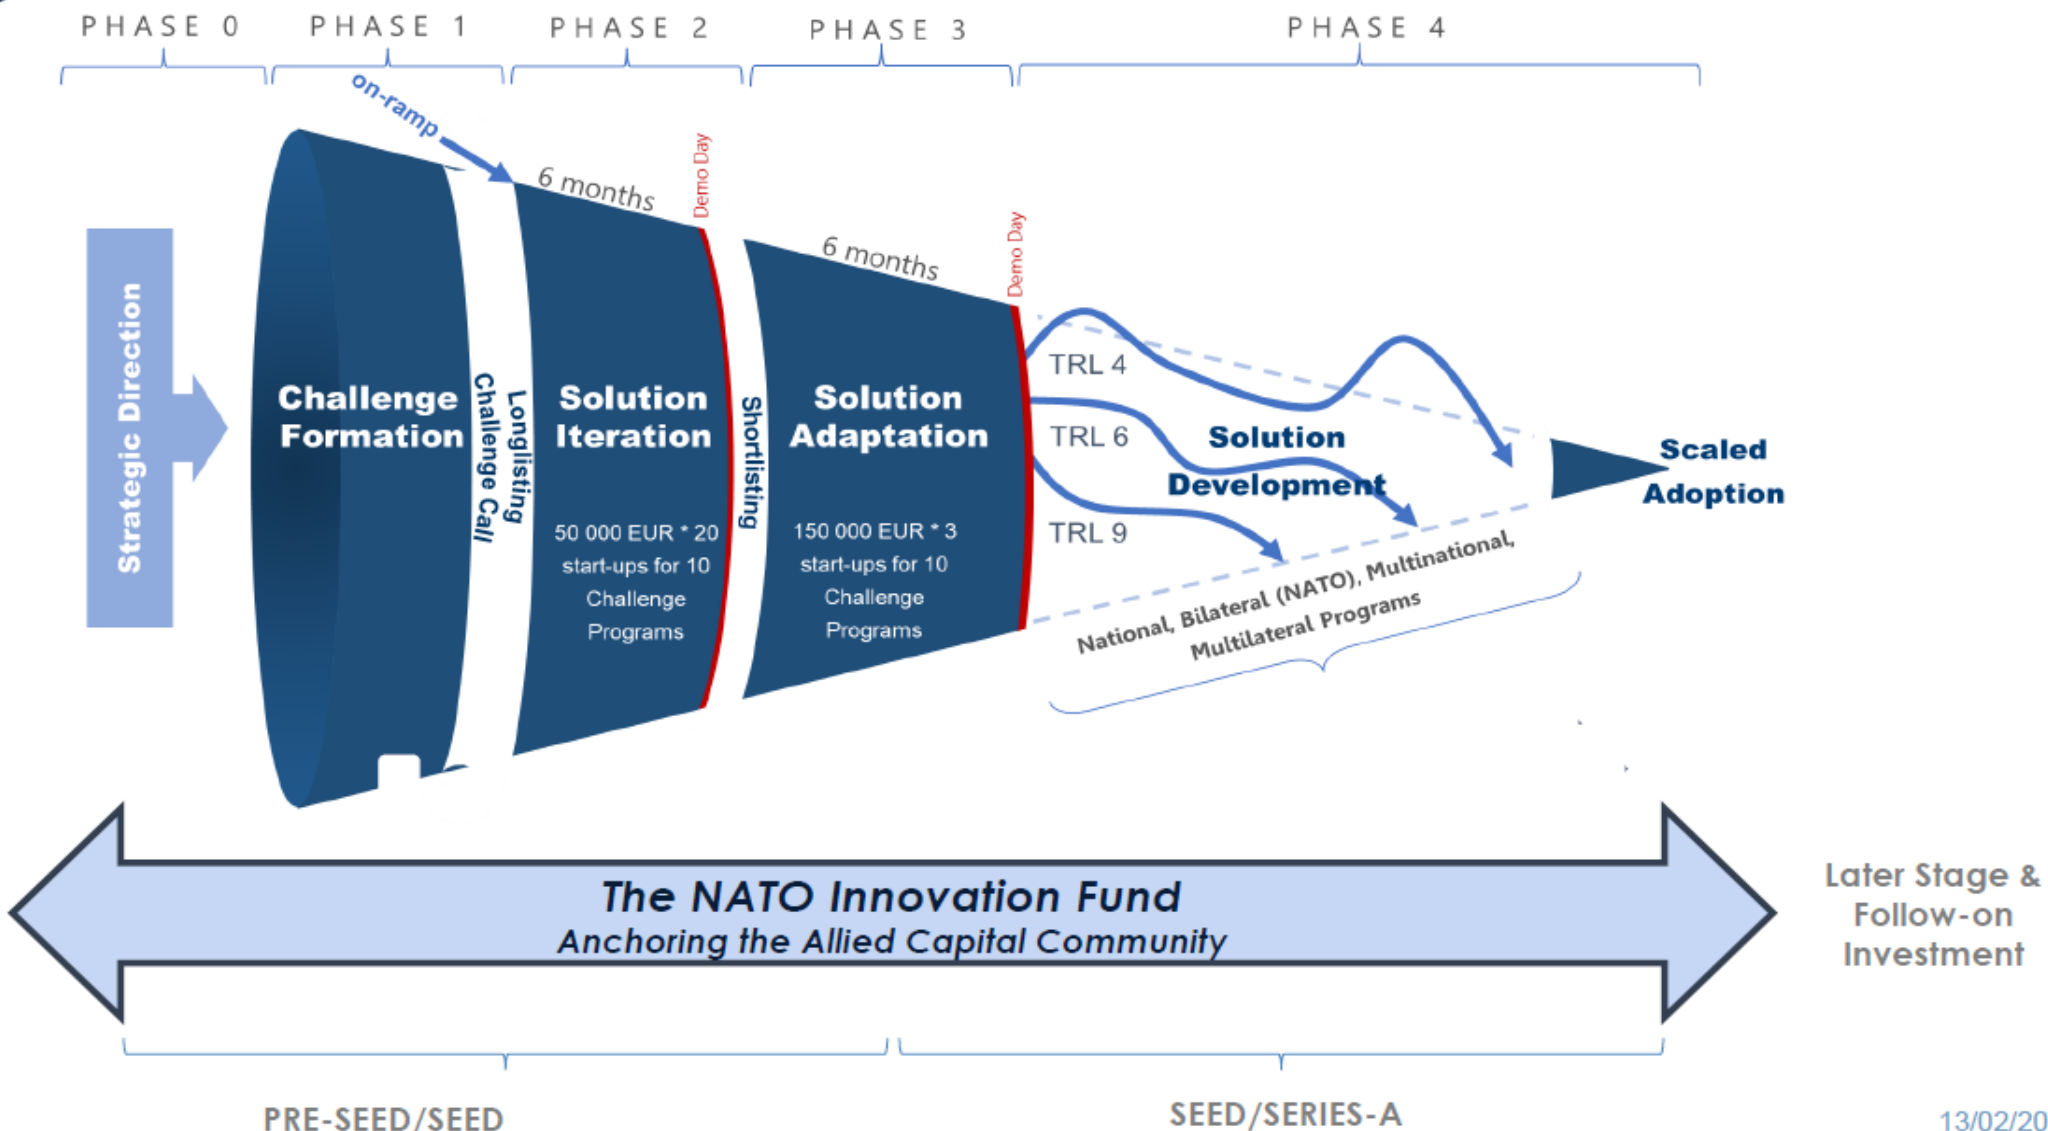 PHASE 0
PHASE 1
PHASE 2
PHASE 3
PHASE 4
on-ramp
6 months
Demo Day
6 months
Demo Day
Strategic Direction
Challenge
Formation
Challenge Call
Longlisting
Solution
Iteration
50 000 EUR * 20
start-ups for 10
Challenge
Programs
Shortlisting
Solution
Adaptation
150 000 EUR * 3
start-ups for 10
Challenge
Programs
TRL 4
TRL 6
TRL 9
Solution
Development
Scaled
Adoption
National, Bilateral (NATO), Multinational,
Multilateral Programs
The NATO Innovation Fund
Anchoring the Allied Capital Community
Later Stage &
Follow-on
Investment
PRE-SEED/SEED
SEED/SERIES-A
13/02/20